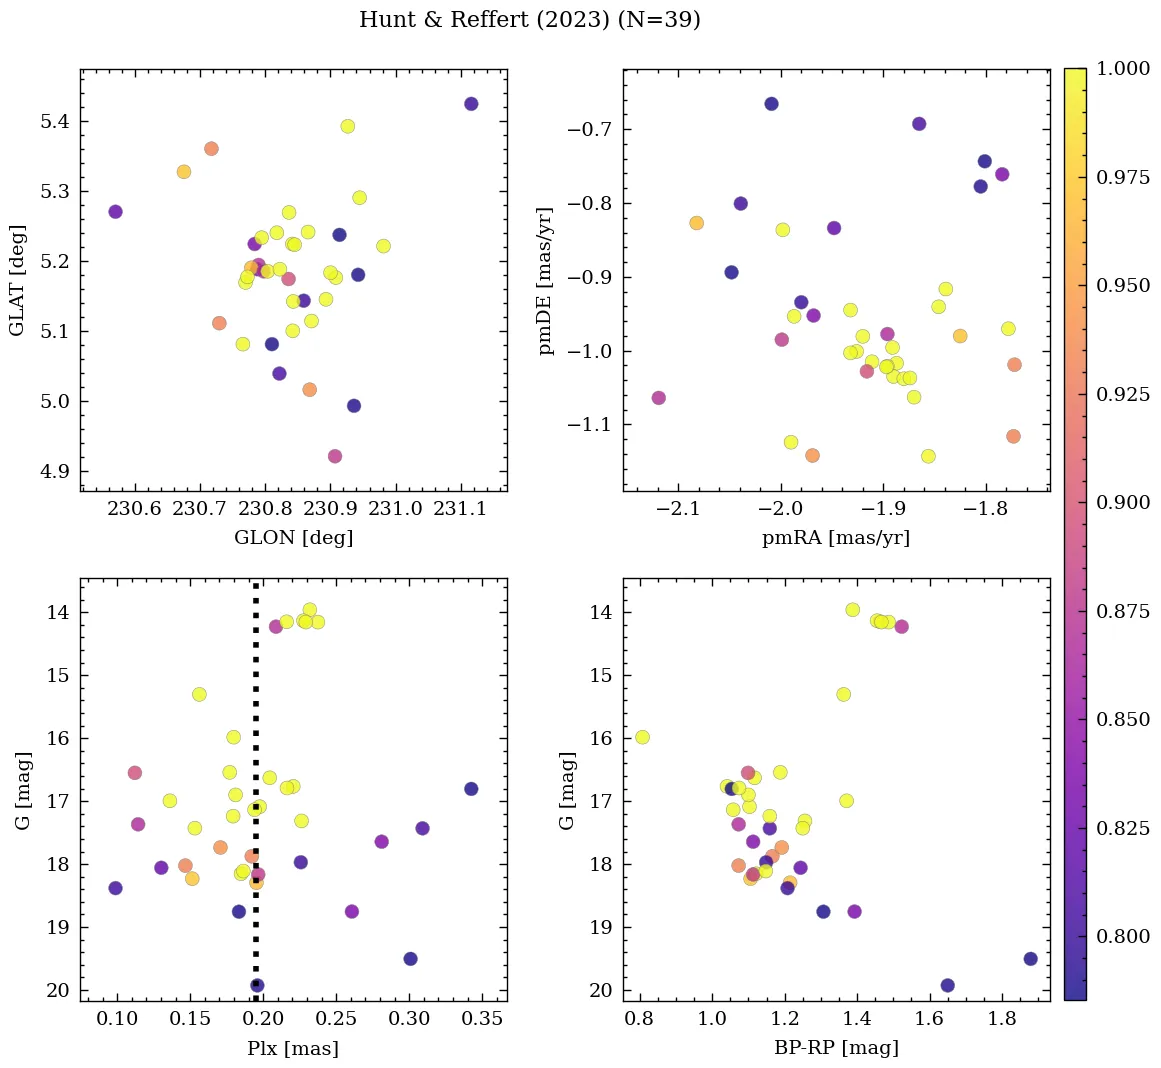 Hunt & Reffert (2023) (N=39)
5.4
5.3
5.2
5.1
5.0
4.9
GLAT [deg]
230.6 230.7 230.8 230.9 231.0 231.1
GLON [deg]
−0.7
−0.8
−0.9
−1.0
−1.1
pmDE [mas/yr]
−2.1 −2.0 −1.9 −1.8
pmRA [mas/yr]
1.000
0.975
0.950
0.925
0.900
0.875
0.850
0.825
0.800
14
15
16
17
18
19
20
G [mag]
0.10 0.15 0.20 0.25 0.30 0.35
Plx [mas]
14
15
16
17
18
19
20
G [mag]
0.8 1.0 1.2 1.4 1.6 1.8
BP-RP [mag]